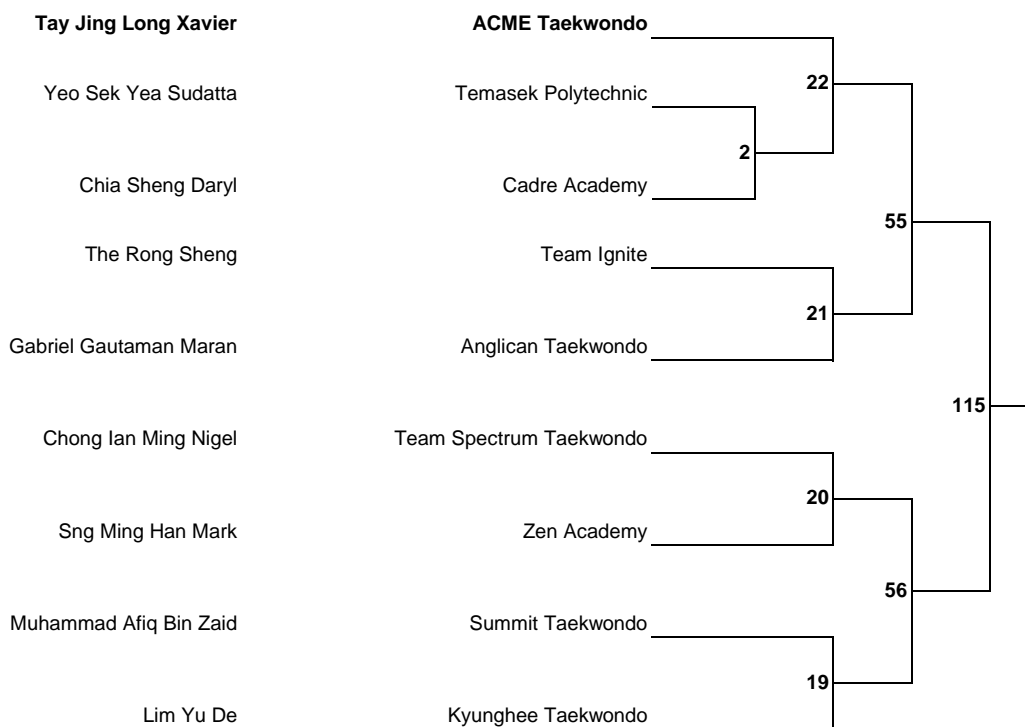 Tay Jing Long Xavier ACME Taekwondo
22
Yeo Sek Yea Sudatta Temasek Polytechnic
2
Chia Sheng Daryl Cadre Academy
55
The Rong Sheng Team Ignite
21
Gabriel Gautaman Maran Anglican Taekwondo
115
Chong Ian Ming Nigel Team Spectrum Taekwondo
20
Sng Ming Han Mark Zen Academy
56
Muhammad Afiq Bin Zaid Summit Taekwondo
19
Lim Yu De Kyunghee Taekwondo